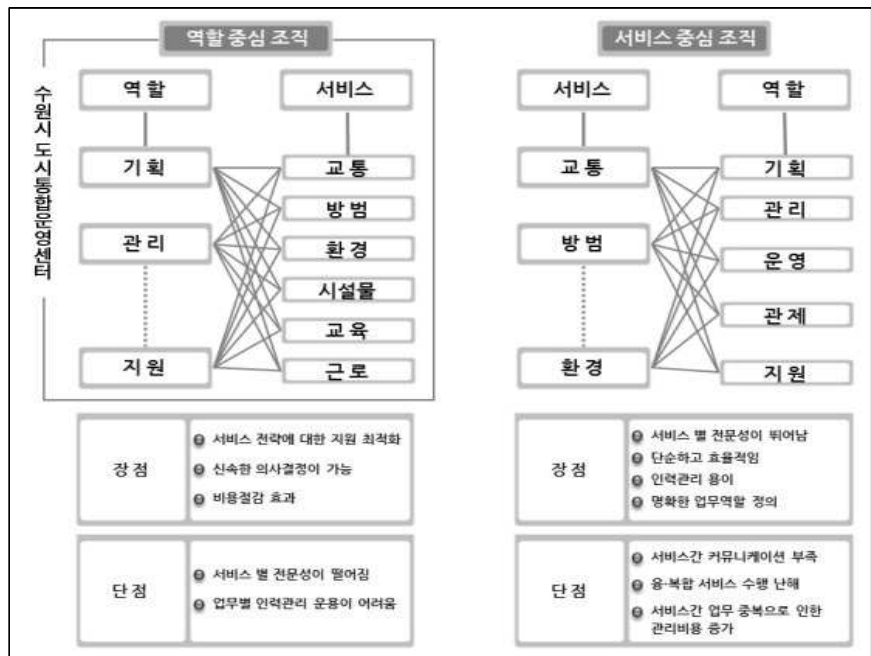 역할 중심 조직
수원시 도시통합운영센터
역할
서비스
기획
관리
지원
교통
방범
환경
시설물
교육
근로
장점
서비스 전략에 대한 지원 최적화
신속한 의사결정이 가능
비용절감 효과
단점
서비스 별 전문성이 떨어짐
업무별 인력관리 운용이 어려움
서비스 중심 조직
서비스
역할
교통
방범
환경
기획
관리
운영
관제
지원
장점
서비스 별 전문성이 뛰어남
단순하고 효율적임
인력관리 용이
명확한 업무역할 정의
단점
서비스간 커뮤니케이션 부족
융·복합 서비스 수행 난해
서비스간 업무 중복으로 인한
관리비용 증가